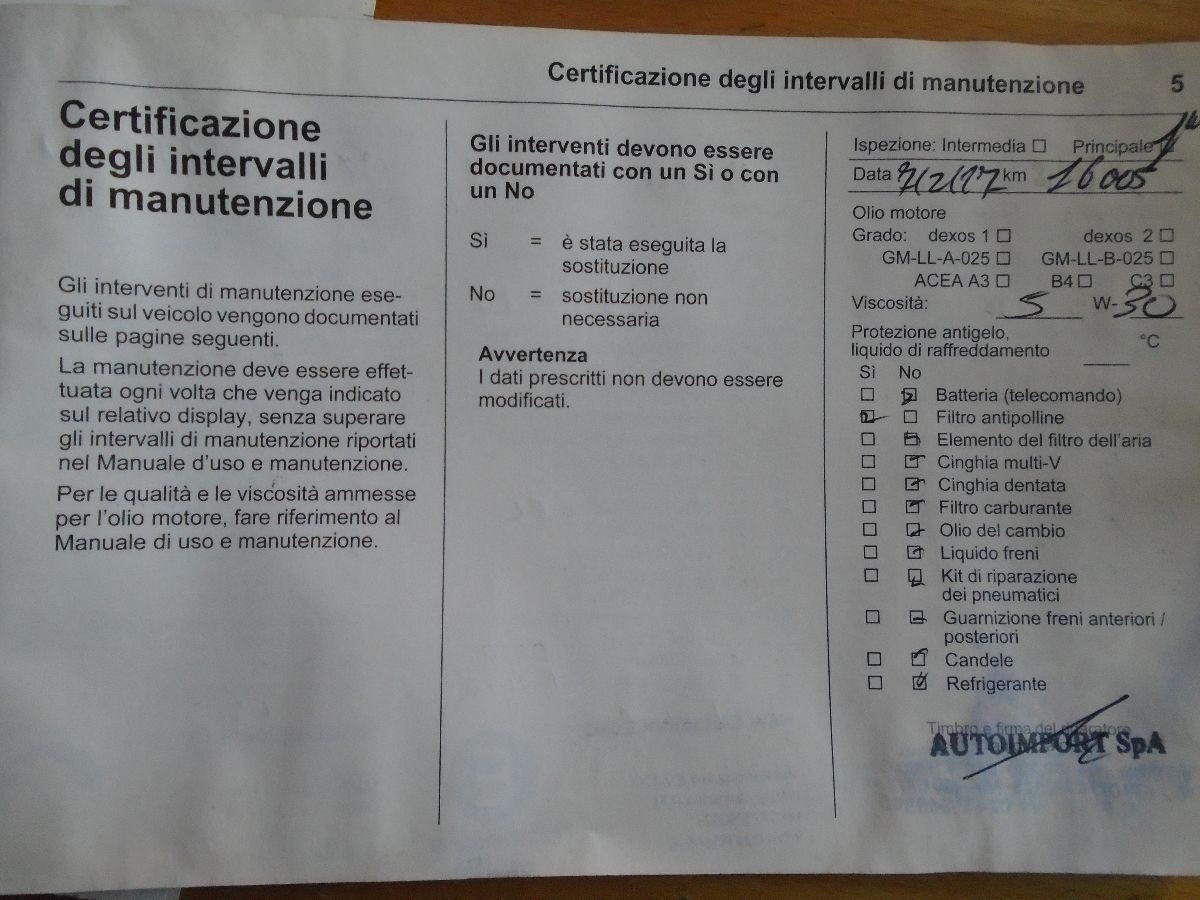 Certificazione degli intervalli di manutenzione 5
Certificazione
degli intervalli
di manutenzione
Gli interventi di manutenzione ese-
guiti sul veicolo vengono documentati
sulle pagine seguenti.
La manutenzione deve essere effet-
tuata ogni volta che venga indicato
sul relativo display, senza superare
gli intervalli di manutenzione riportati
nel Manuale d'uso e manutenzione.
Per le qualità e le viscosità ammesse
per l'olio motore, fare riferimento al
Manuale di uso e manutenzione.
Gli interventi devono essere
documentati con un Sì o con
un No
Sì = è stata eseguita la
sostituzione
No = sostituzione non
necessaria
Avvertenza
I dati prescritti non devono essere
modificati.
Ispezione: Intermedia ☐ Principale
Data 7/2/17 km 16005
Olio motore
Grado: dexos 1 ☐ dexos 2 ☐
GM-LL-A-025 ☐ GM-LL-B-025 ☐
ACEA A3 ☐ B4 ☐ C3 ☐
Viscosità: 5 W-30
Protezione antigelo,
liquido di raffreddamento °C
Sì No
Batteria (telecomando)
Filtro antipolline
Elemento del filtro dell'aria
Cinghia multi-V
Cinghia dentata
Filtro carburante
Olio del cambio
Liquido freni
Kit di riparazione
dei pneumatici
Guarnizione freni anteriori /
posteriori
Candele
Refrigerante
Timbro e firma del riparatore
AUTOIMPORT SpA